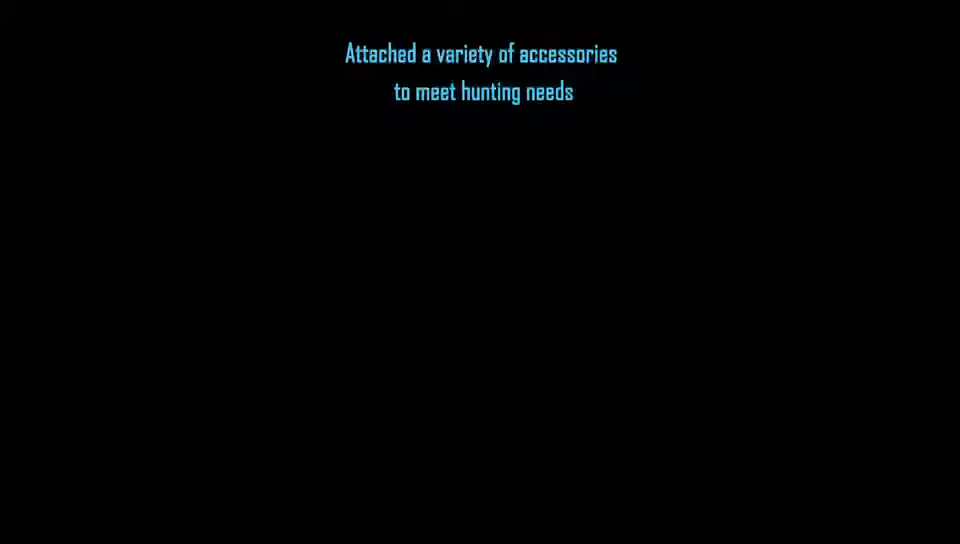 Attached a variety of accessories
to meet hunting needs